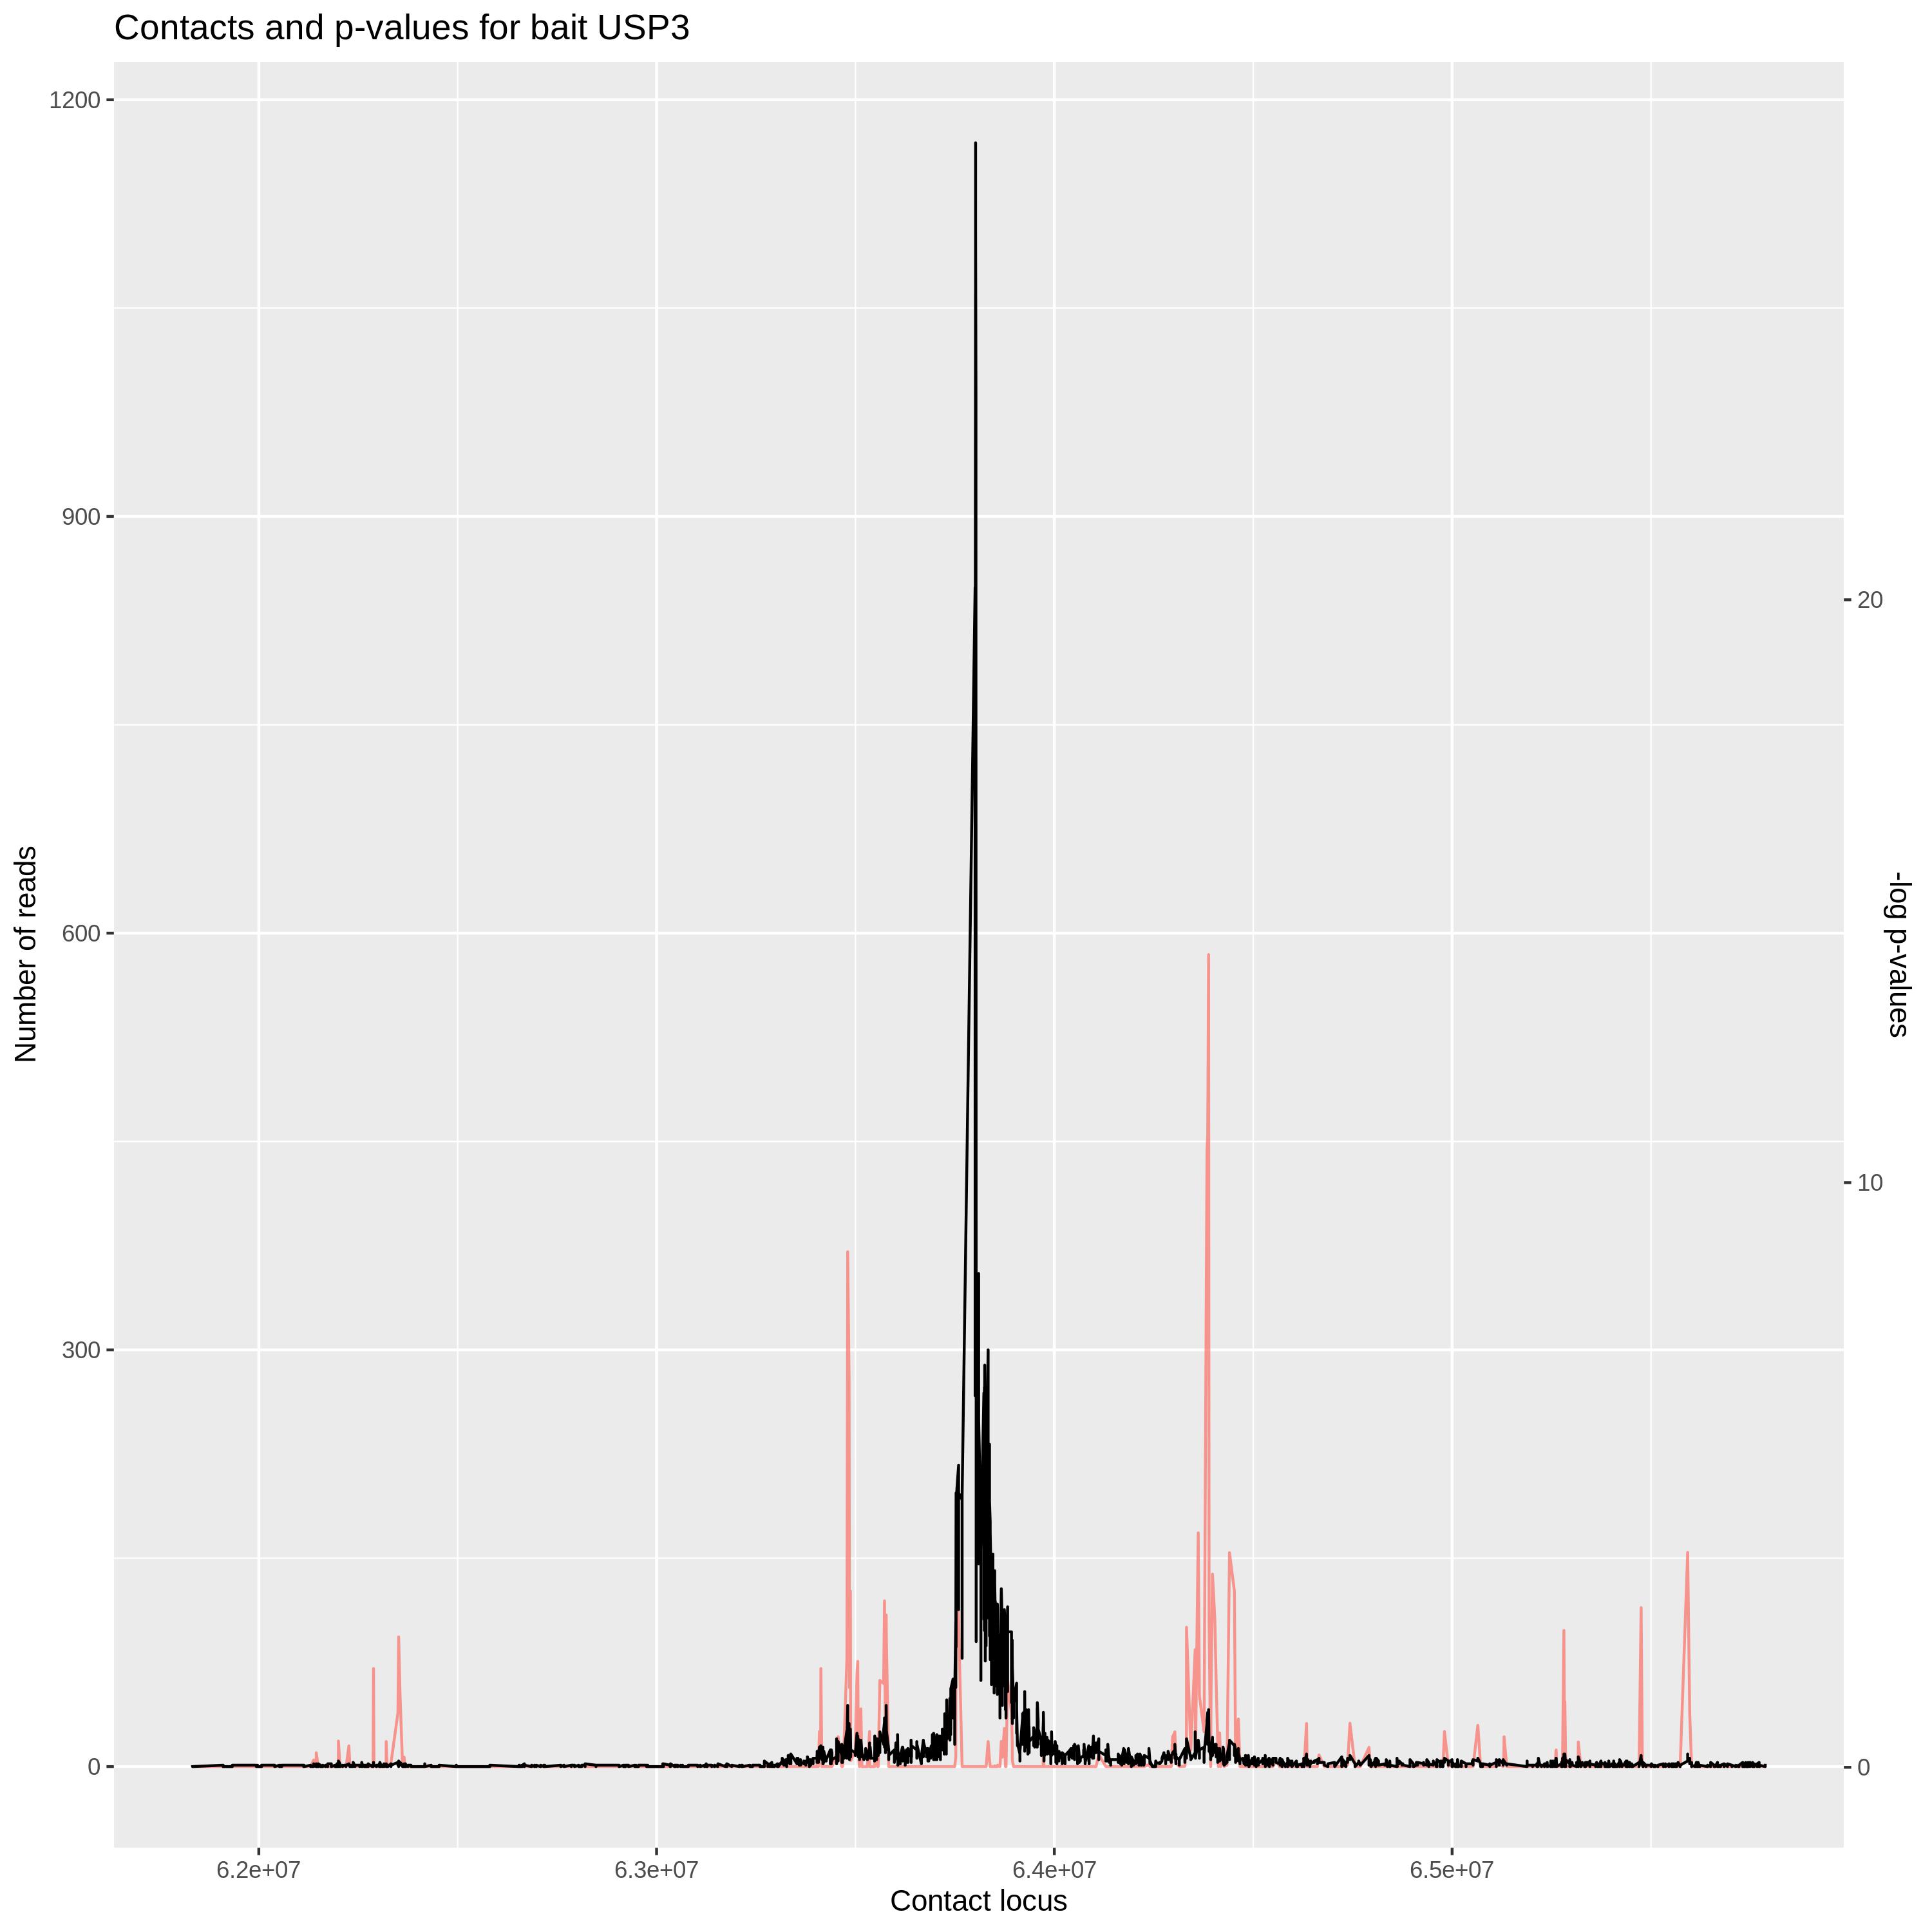 Contacts and p-values for bait USP3
1200
900
600
300
0
Number of reads
20
10
0
-log p-values
6.2e+07
6.3e+07
6.4e+07
6.5e+07
Contact locus